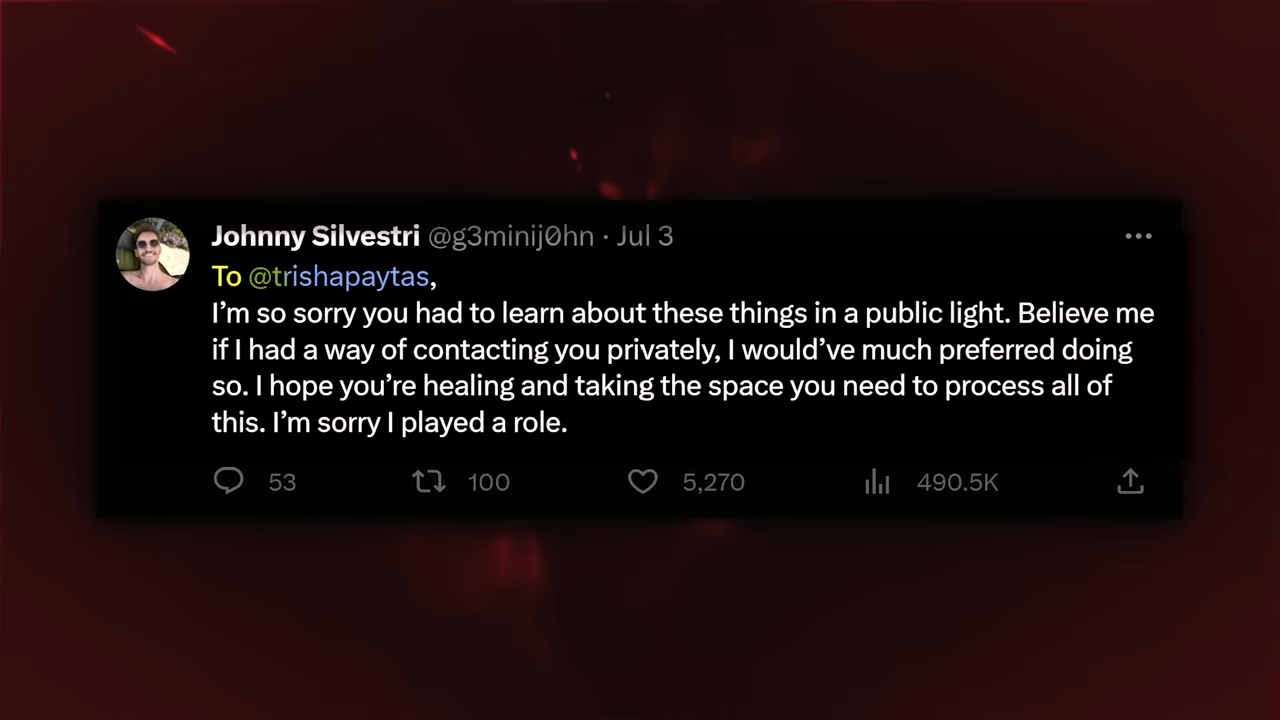 Johnny Silvestri @g3minij0hn · Jul 3
To @trishapaytas,
I’m so sorry you had to learn about these things in a public light. Believe me
if I had a way of contacting you privately, I would’ve much preferred doing
so. I hope you’re healing and taking the space you need to process all of
this. I’m sorry I played a role.
53 100 5,270 490.5K